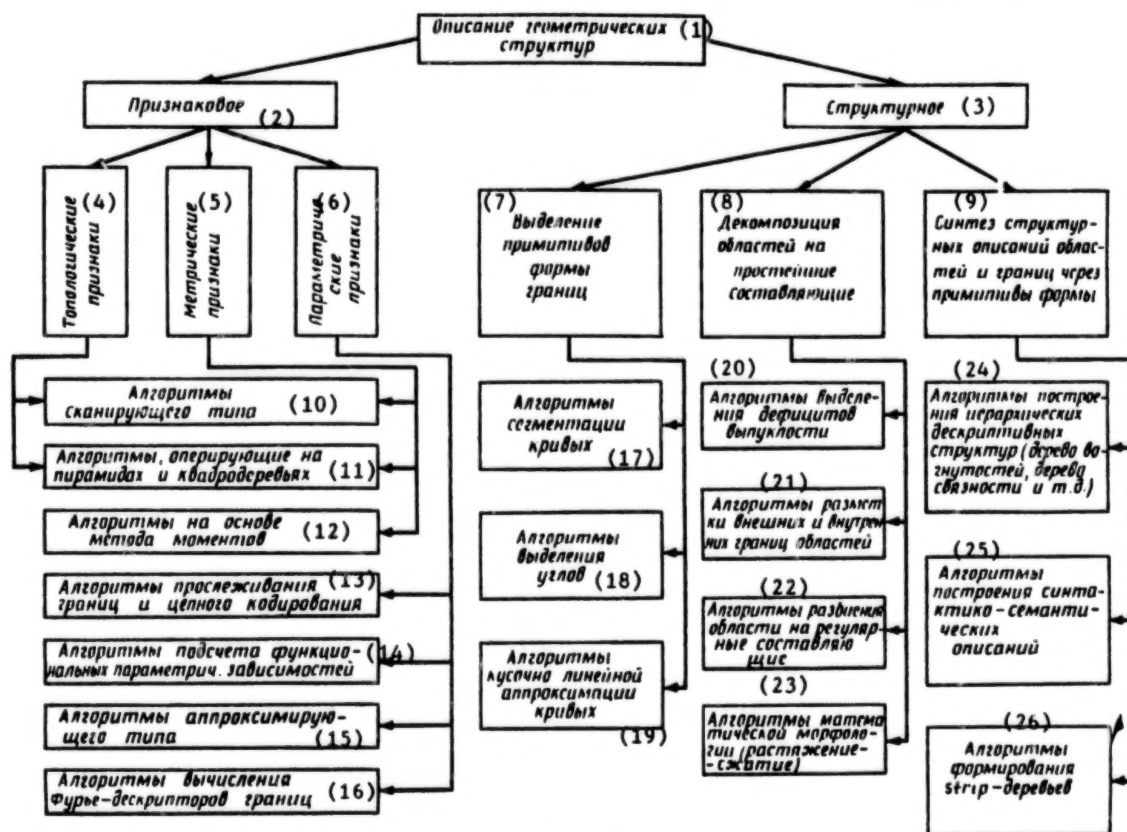 Описание геометрических (1)
структур
Признаковое
(2)
Структурное (3)
(4)
Топологические
признаки
(5)
Метрические
признаки
(6)
Параметриче-
ские
признаки
(7)
Выделение
примитивов
формы
границ
(8)
Декомпозиция
областей на
простейшие
составляющие
(9)
Синтез структур-
ных описаний облас-
тей и границ через
примитивы формы
Алгоритмы
сканирующего типа (10)
Алгоритмы, оперирующие на
пирамидах и квадродеревьях (11)
Алгоритмы на основе (12)
метода моментов
Алгоритмы прослеживания (13)
границ и цепного кодирования
Алгоритмы подсчета функцио- (14)
нальных параметрич. зависимостей
Алгоритмы аппроксимирую-
щего типа (15)
Алгоритмы вычисления
Фурье-дескрипторов границ (16)
Алгоритмы
сегментации
кривых
(17)
Алгоритмы
выделения
углов
(18)
Алгоритмы
кусочно линейной
аппроксимации
кривых
(19)
(20)
Алгоритмы выделе-
ния дефицитов
выпуклости
(21)
Алгоритмы размет-
ки внешних и внутрен
них границ областей
(22)
Алгоритмы разбиения
области на регуляр-
ные составляю
щие
(23)
Алгоритмы матема
тической морфоло-
гии (растяжение-
-сжатие)
(24)
Алгоритмы построе-
ния иерархических
дескриптивных
структур (дерево во-
гнутостей, дерево
связности и т.д.)
(25)
Алгоритмы
построения синтак-
тико-семанти-
ческих
описаний
(26)
Алгоритмы
формирования
strip-деревьев